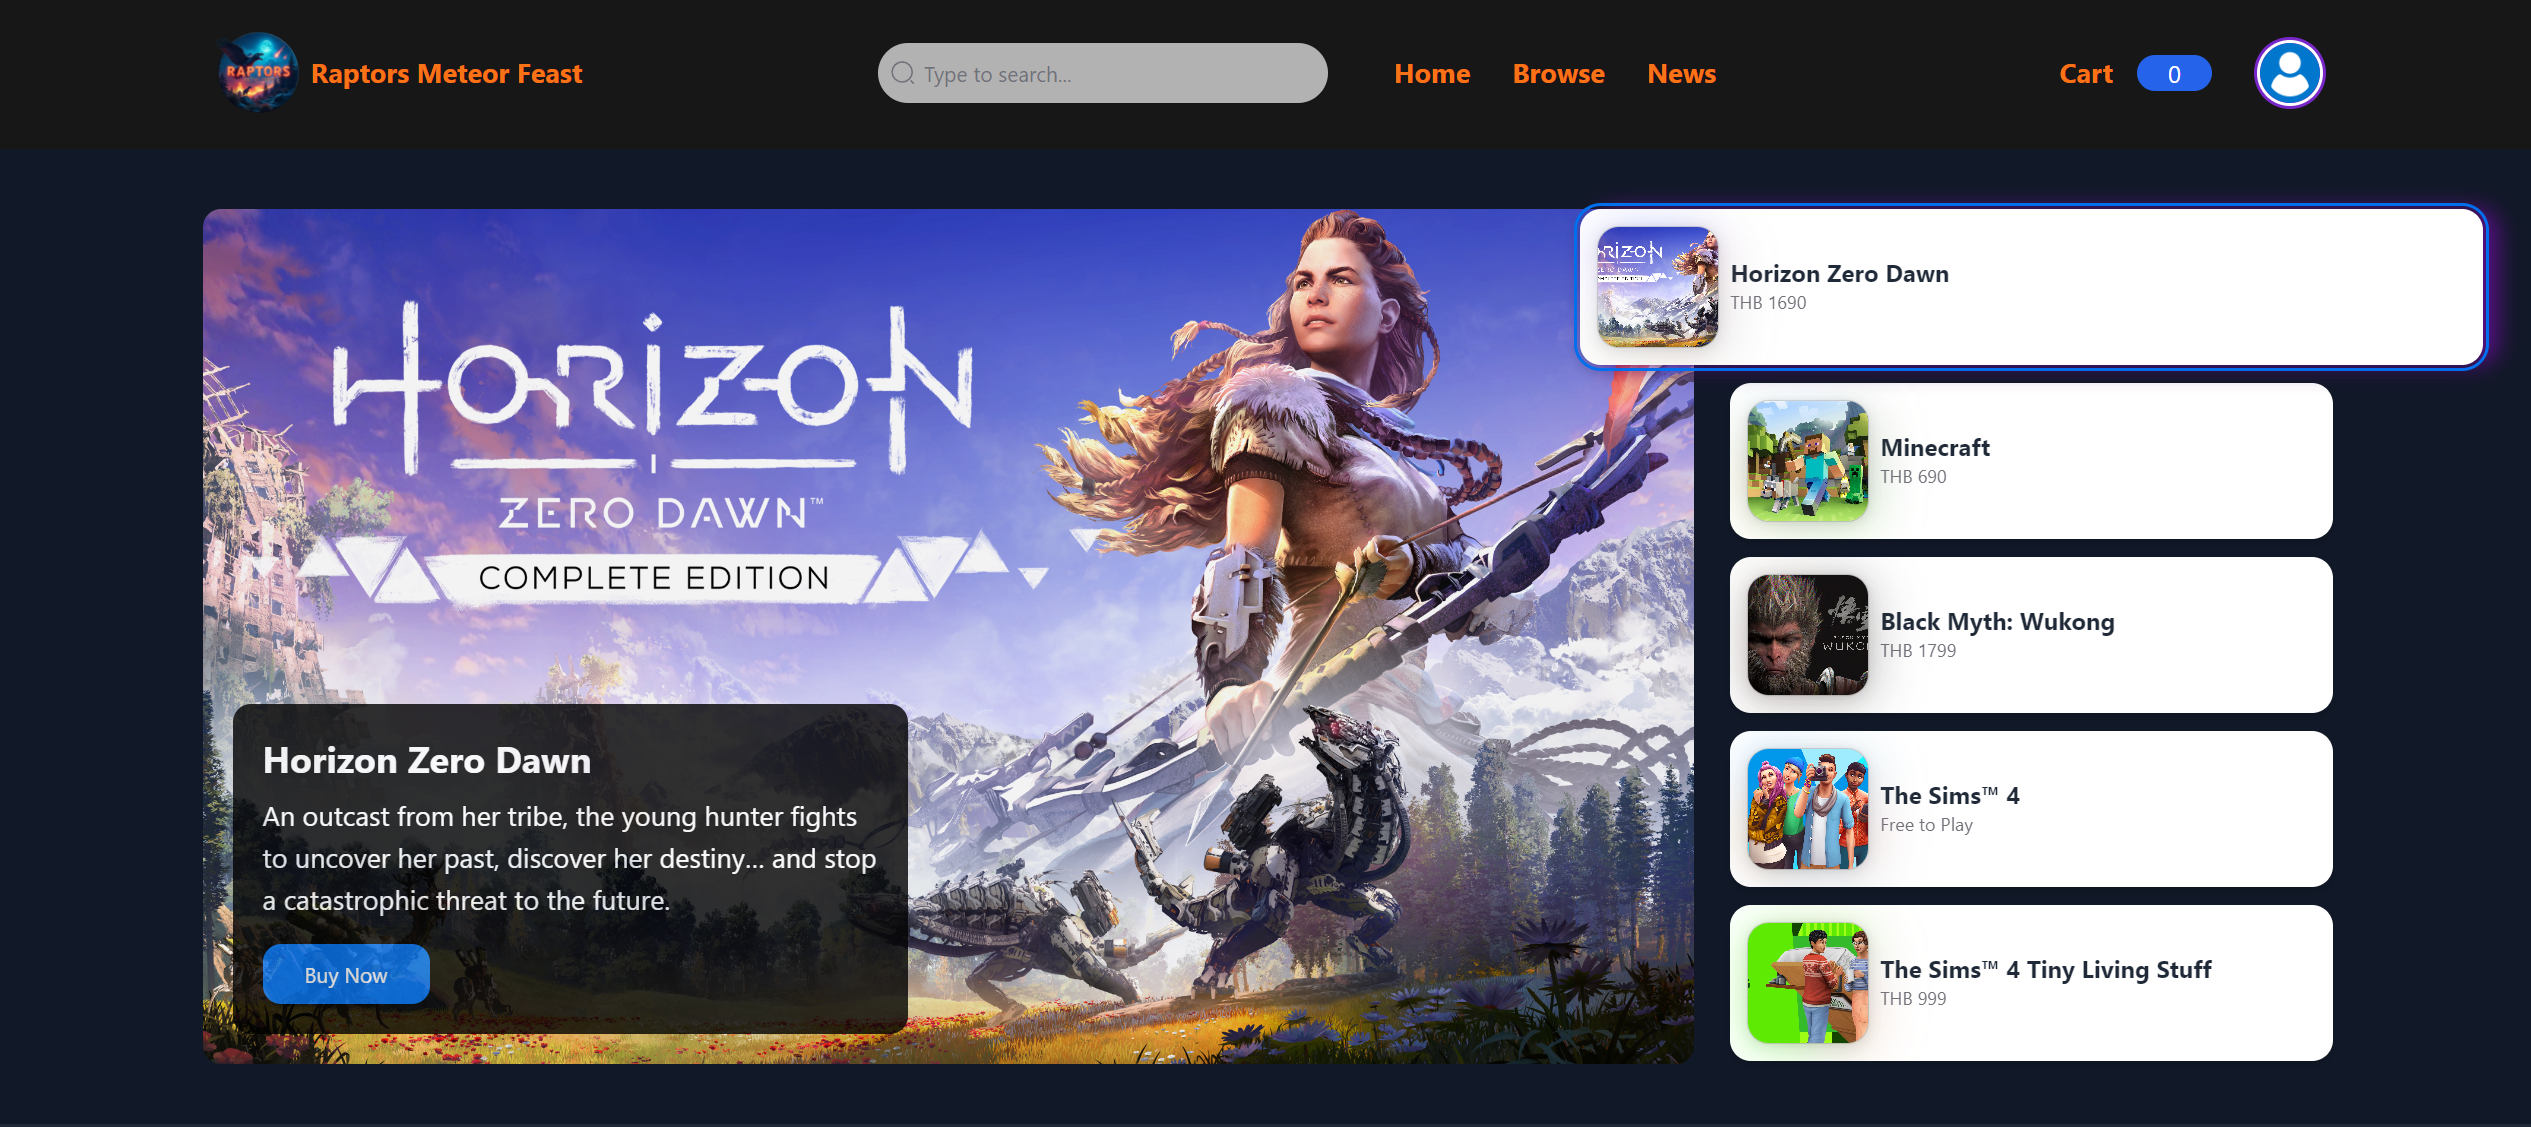 RAPTORS
Raptors Meteor Feast
Type to search...
Home
Browse
News
Cart
0
HORIZON
ZERO DAWN™
COMPLETE EDITION
Horizon Zero Dawn
An outcast from her tribe, the young hunter fights
to uncover her past, discover her destiny... and stop
a catastrophic threat to the future.
Buy Now
Horizon Zero Dawn
THB 1690
Minecraft
THB 690
Black Myth: Wukong
THB 1799
The Sims™ 4
Free to Play
The Sims™ 4 Tiny Living Stuff
THB 999